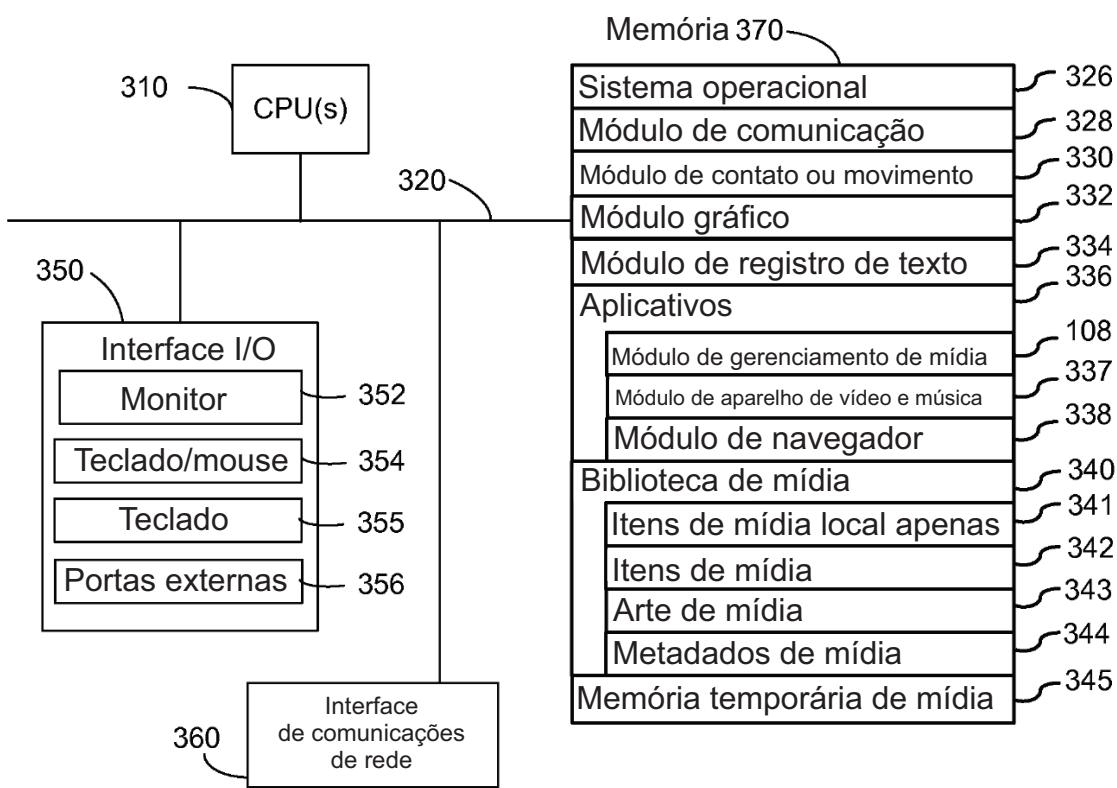 Memória 370
310
CPU(s)
320
350
Interface I/O
Monitor
352
Teclado/mouse
354
Teclado
355
Portas externas
356
Interface
de comunicações
de rede
360
Sistema operacional
326
Módulo de comunicação
328
Módulo de contato ou movimento
330
Módulo gráfico
332
Módulo de registro de texto
334
Aplicativos
336
Módulo de gerenciamento de mídia
108
Módulo de aparelho de vídeo e música
337
Módulo de navegador
338
Biblioteca de mídia
340
Itens de mídia local apenas
341
Itens de mídia
342
Arte de mídia
343
Metadados de mídia
344
Memória temporária de mídia
345